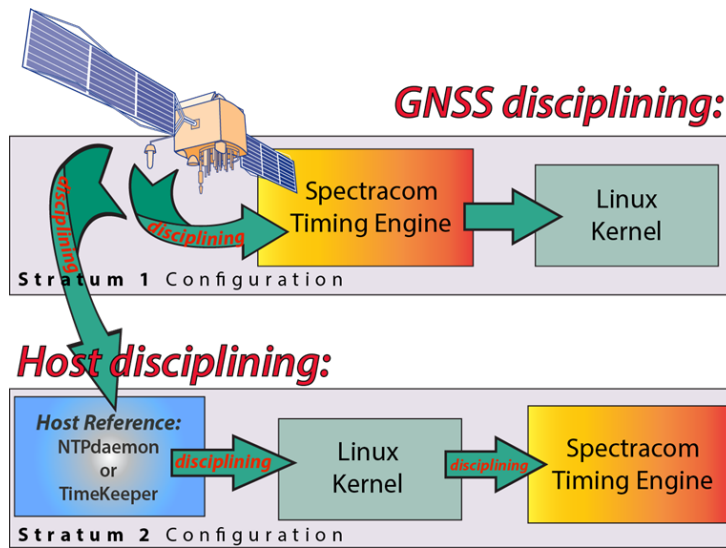 GNSS disciplining:
disciplining
disciplining
Spectracom
Timing Engine
Linux
Kernel
Stratum 1 Configuration
Host disciplining:
Host Reference:
NTPdaemon
or
TimeKeeper
disciplining
Linux
Kernel
disciplining
Spectracom
Timing Engine
Stratum 2 Configuration